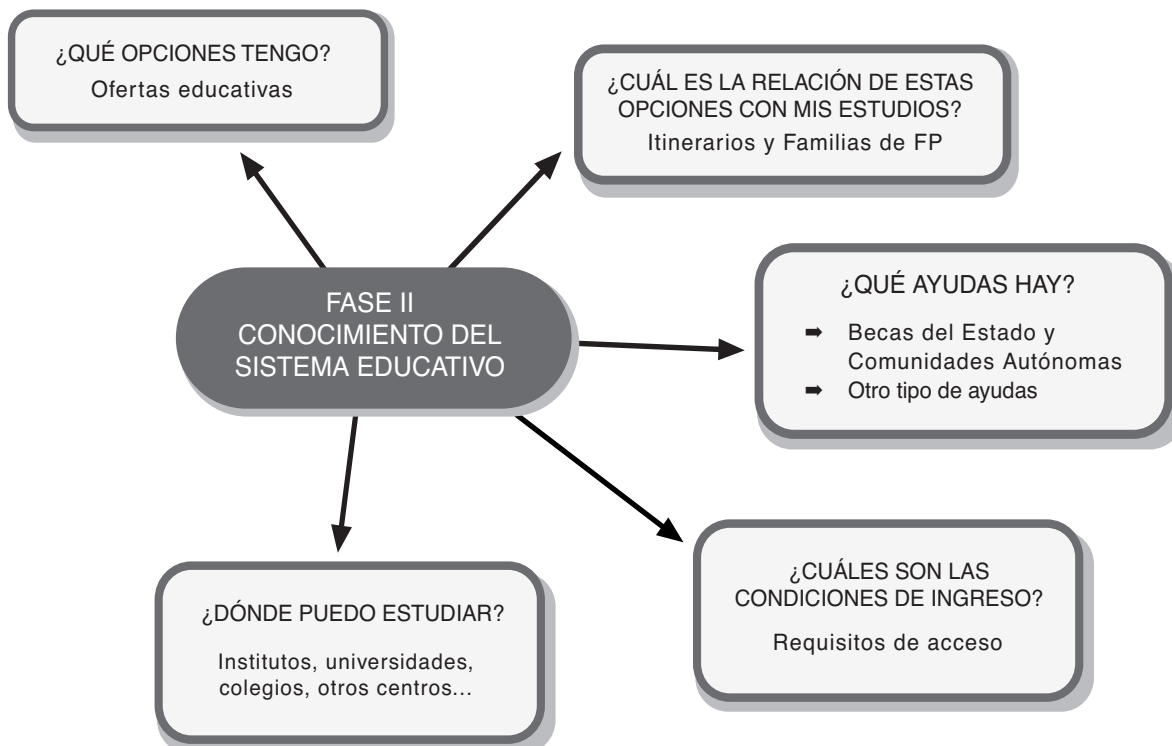 ¿QUÉ OPCIONES TENGO?
Ofertas educativas
¿CUÁL ES LA RELACIÓN DE ESTAS
OPCIONES CON MIS ESTUDIOS?
Itinerarios y Familias de FP
FASE II
CONOCIMIENTO DEL
SISTEMA EDUCATIVO
¿QUÉ AYUDAS HAY?
➡ Becas del Estado y
Comunidades Autónomas
➡ Otro tipo de ayudas
¿DÓNDE PUEDO ESTUDIAR?
Institutos, universidades,
colegios, otros centros...
¿CUÁLES SON LAS
CONDICIONES DE INGRESO?
Requisitos de acceso